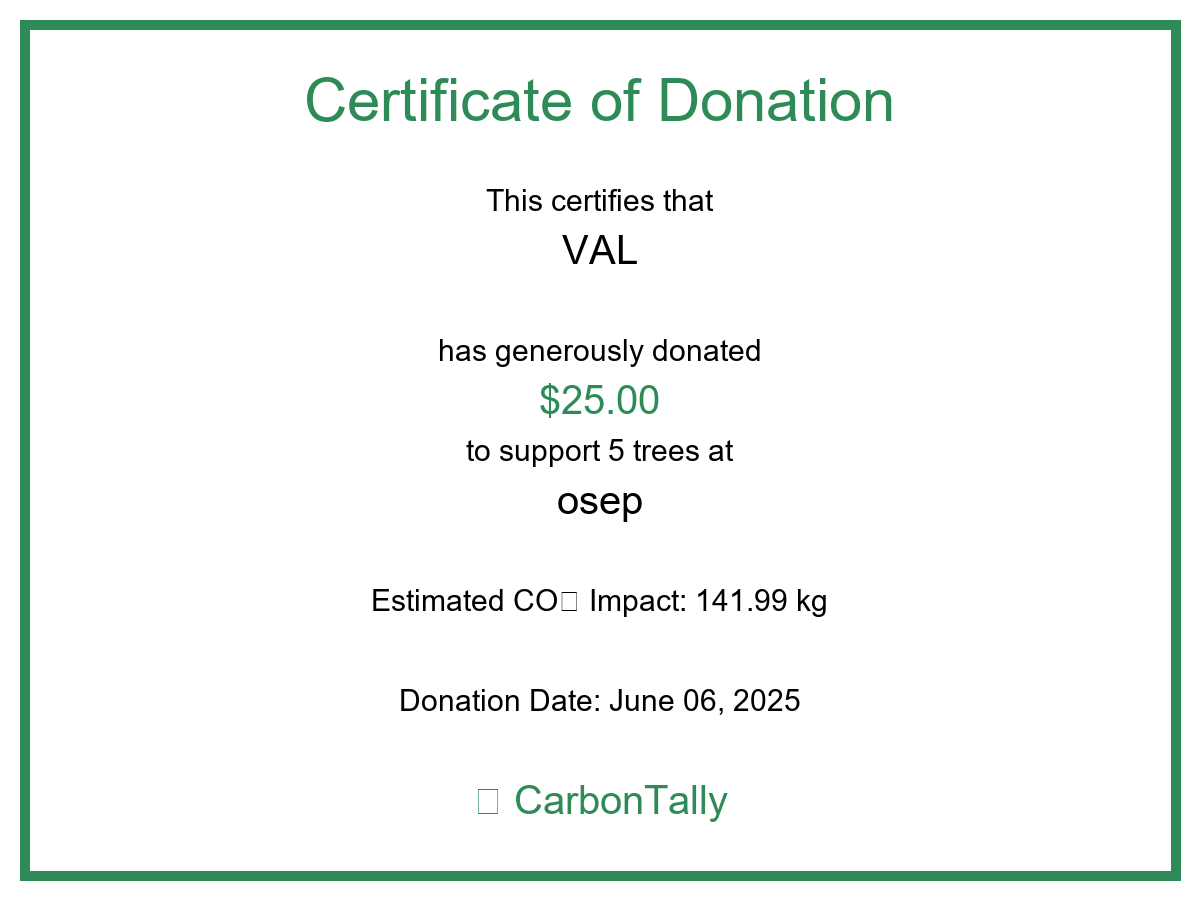 Certificate of Donation
This certifies that
VAL
has generously donated
$25.00
to support 5 trees at
osep
Estimated CO□ Impact: 141.99 kg
Donation Date: June 06, 2025
□ CarbonTally